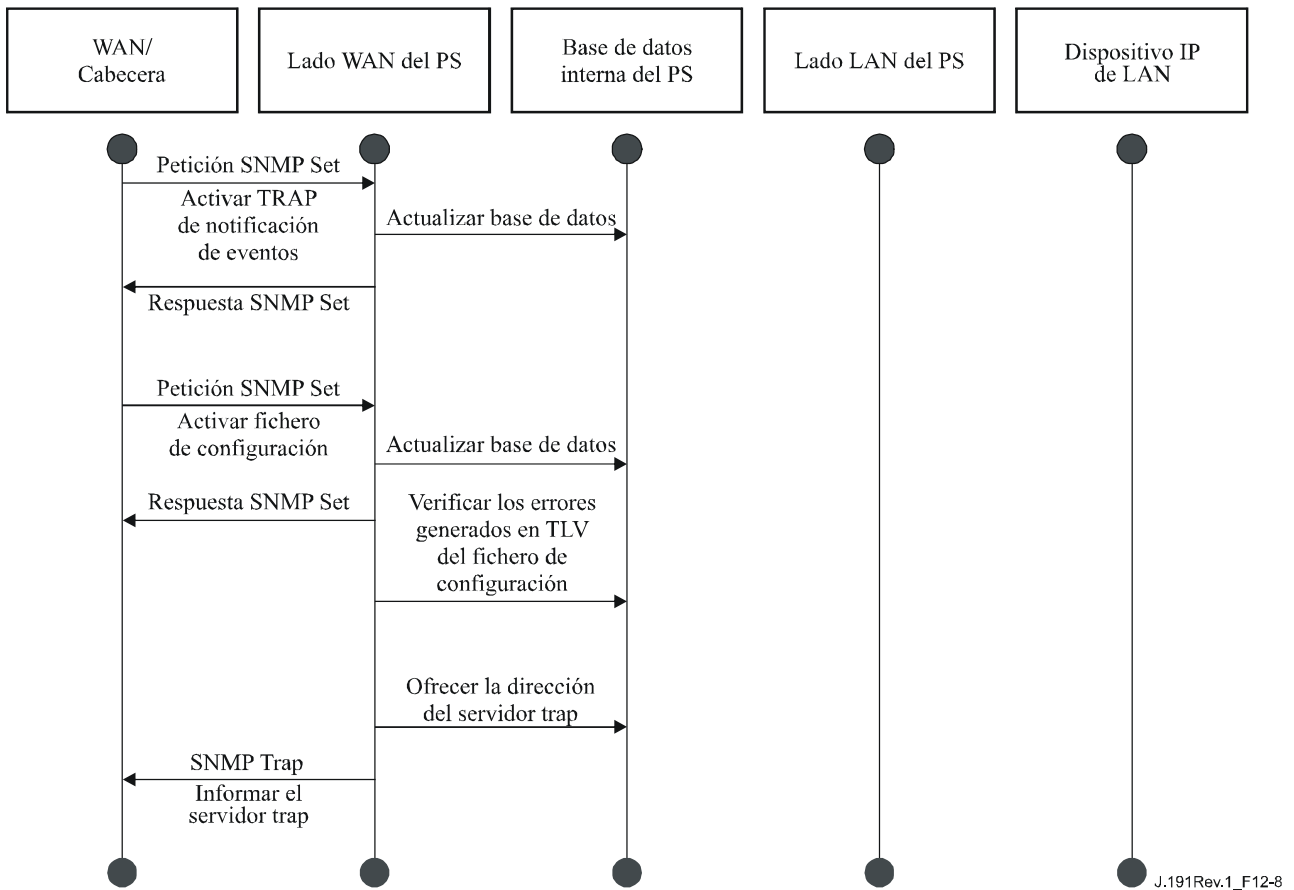 WAN/
Cabecera
Lado WAN del PS
Base de datos
interna del PS
Lado LAN del PS
Dispositivo IP
de LAN
Petición SNMP Set
Activar TRAP
de notificación
de eventos
Actualizar base de datos
Respuesta SNMP Set
Petición SNMP Set
Activar fichero
de configuración
Actualizar base de datos
Respuesta SNMP Set
Verificar los errores
generados en TLV
del fichero de
configuración
Ofrecer la dirección
del servidor trap
SNMP Trap
Informar el
servidor trap
J.191Rev.1_F12-8